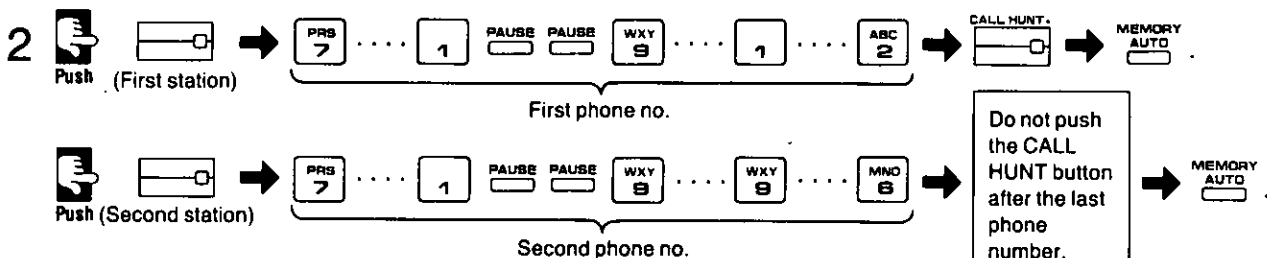 2 Push (First station) PRS 7 .... 1 PAUSE PAUSE WXY 9 .... 1 .... ABC 2 CALL HUNT. MEMORY AUTO .
First phone no.
Push (Second station) PRS 7 .... 1 PAUSE PAUSE WXY 9 .... WXY 9 .... MNO 6 MEMORY AUTO .
Second phone no.
Do not push
the CALL
HUNT button
after the last
phone
number.